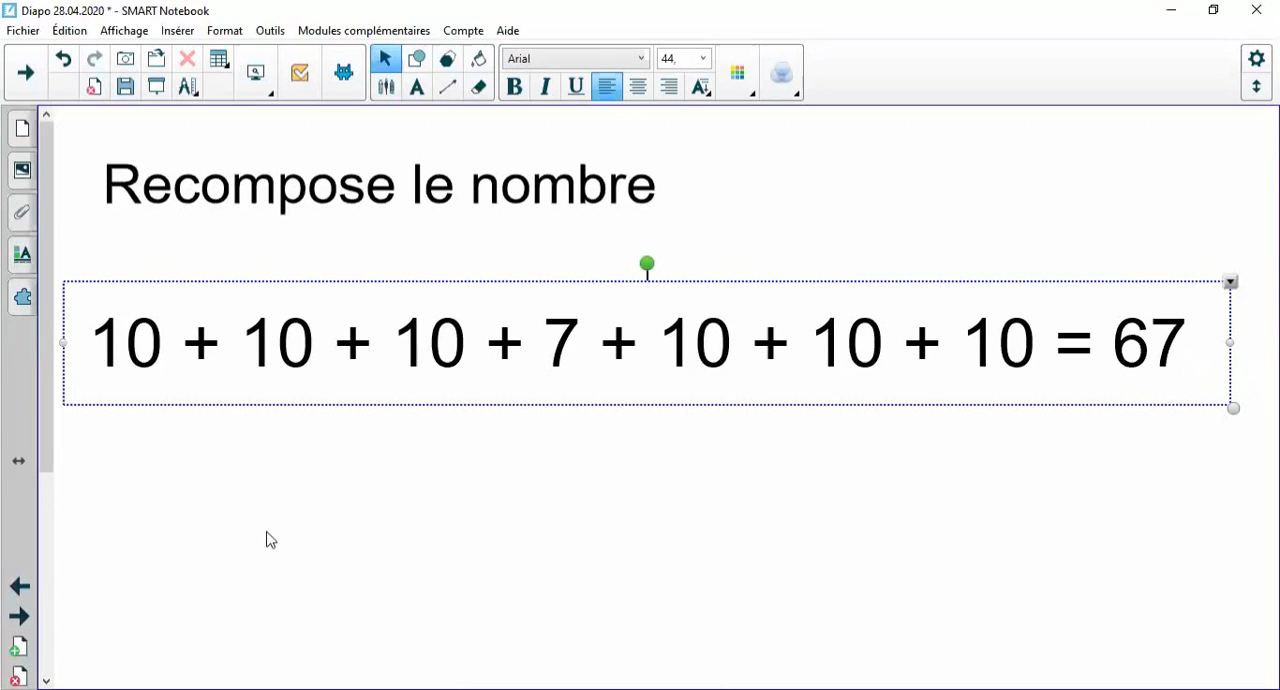 Diapo 28.04.2020 * - SMART Notebook
Fichier Édition Affichage Insérer Format Outils Modules complémentaires Compte Aide
Arial 44,
B I U
Recompose le nombre
10 + 10 + 10 + 7 + 10 + 10 + 10 = 67